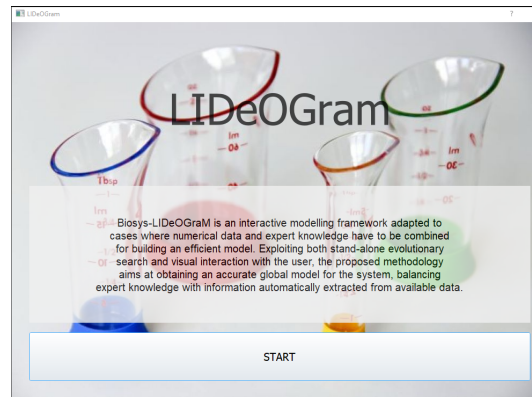 LIDeOGram
?
LIDeOGram
Tbsp
Biosys-LIDeOGraM is an interactive modelling framework adapted to
cases where numerical data and expert knowledge have to be combined
for building an efficient model. Exploiting both stand-alone evolutionary
search and visual interaction with the user, the proposed methodology
aims at obtaining an accurate global model for the system, balancing
expert knowledge with information automatically extracted from available data.
START